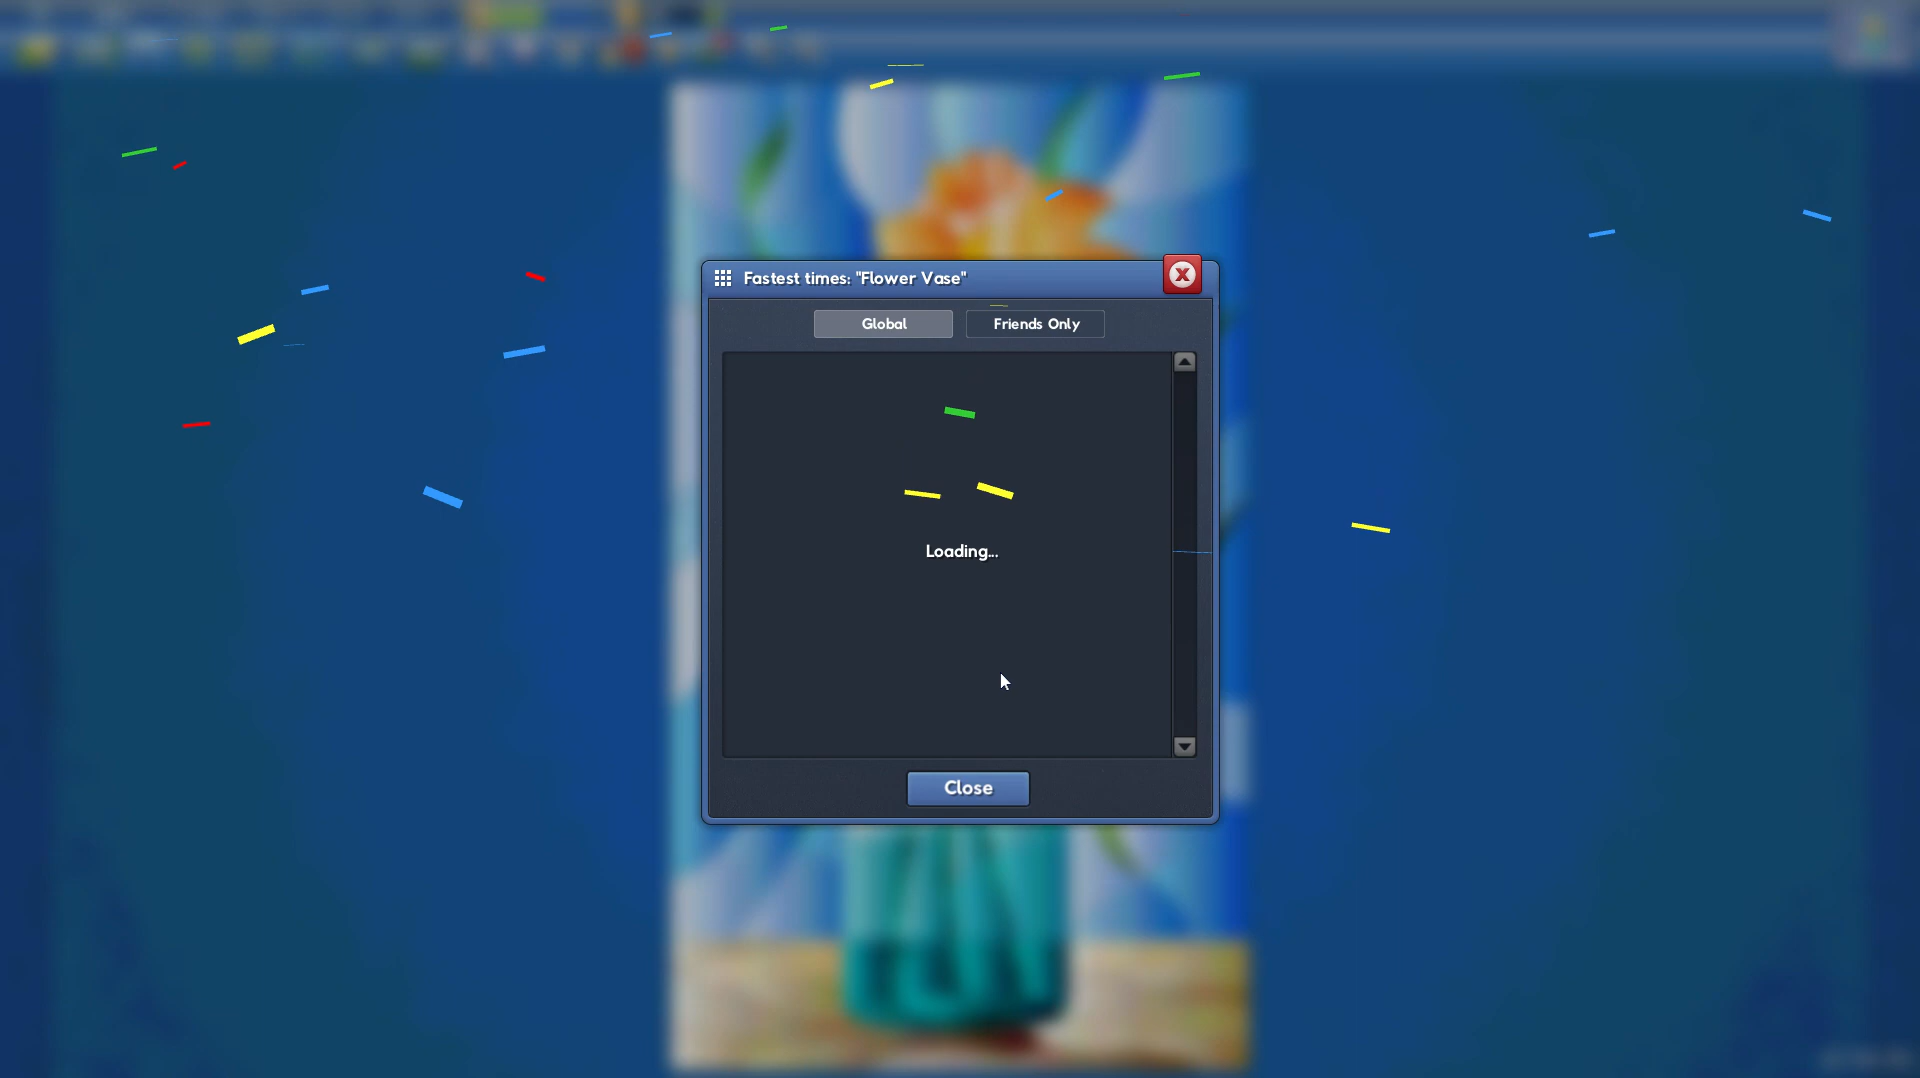 Fastest times: "Flower Vase"
Global
Friends Only
Loading...
Close